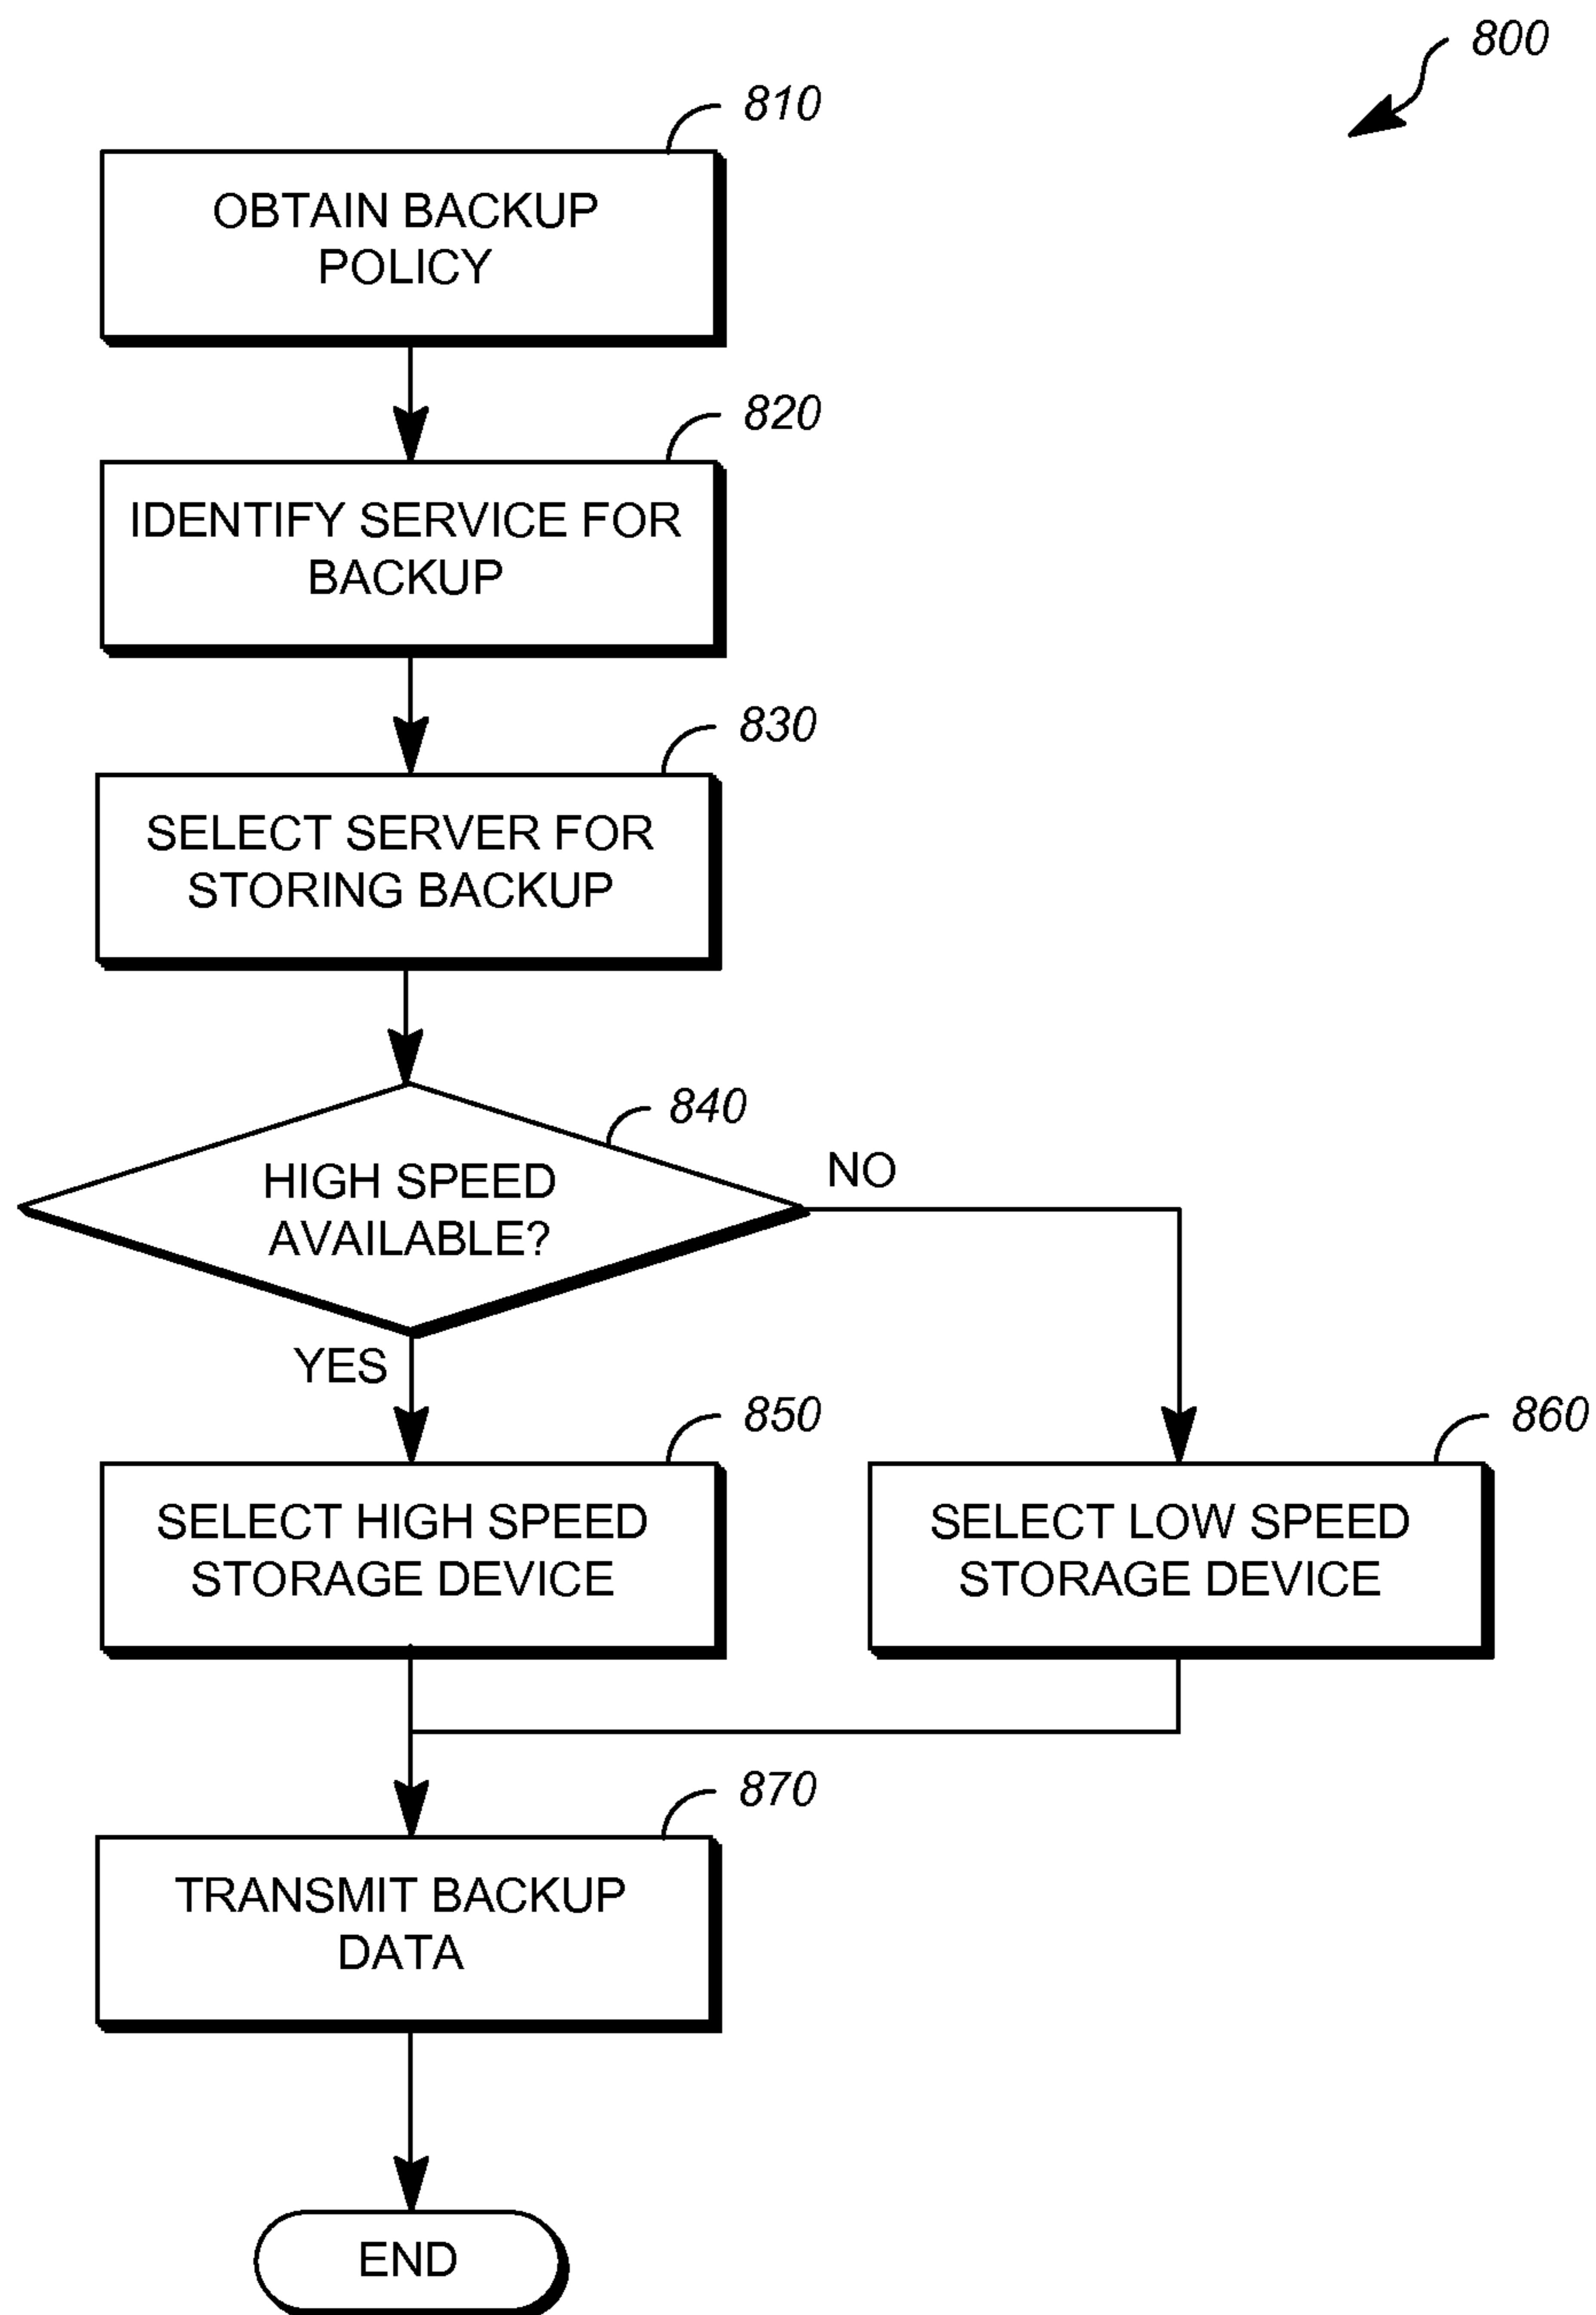 800
810
OBTAIN BACKUP
POLICY
820
IDENTIFY SERVICE FOR
BACKUP
830
SELECT SERVER FOR
STORING BACKUP
840
HIGH SPEED
AVAILABLE?
NO
YES
850
SELECT HIGH SPEED
STORAGE DEVICE
860
SELECT LOW SPEED
STORAGE DEVICE
870
TRANSMIT BACKUP
DATA
END